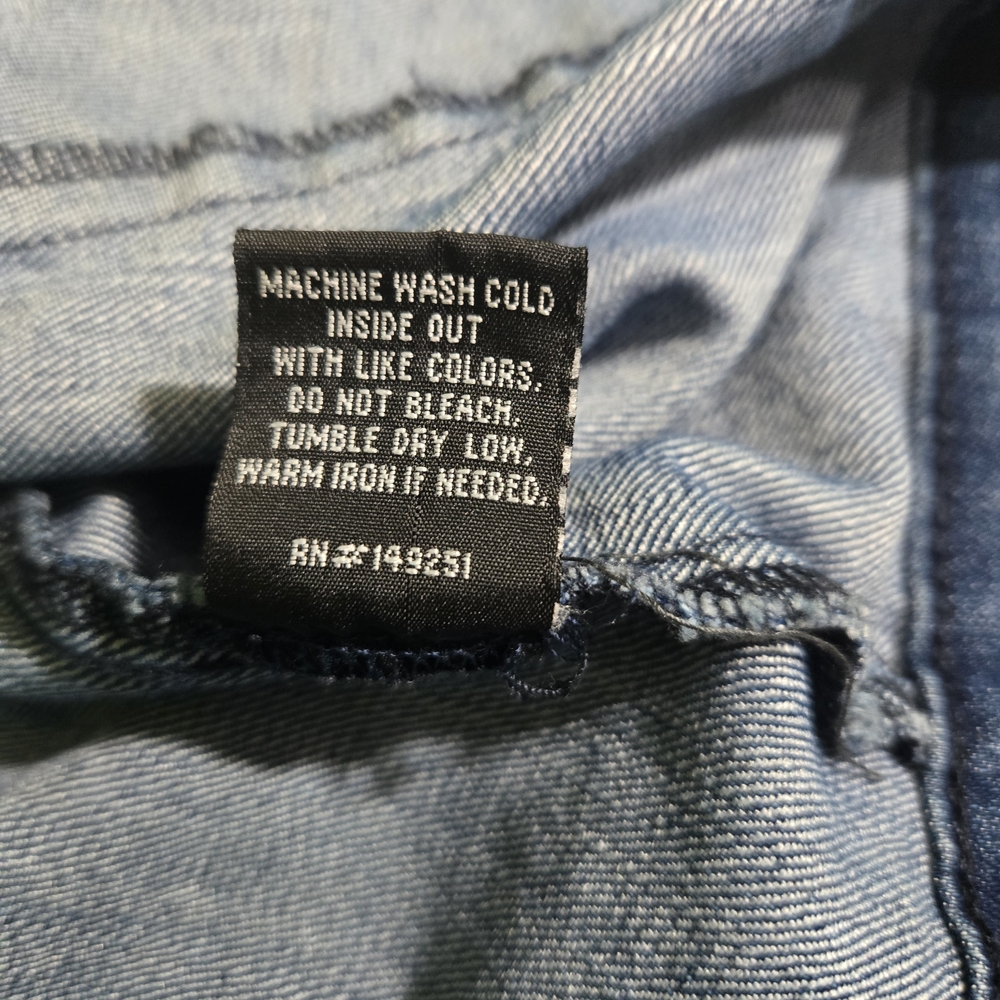 MACHINE WASH COLD
INSIDE OUT
WITH LIKE COLORS.
DO NOT BLEACH.
TUMBLE DRY LOW.
WARM IRON IF NEEDED.
RN#149251